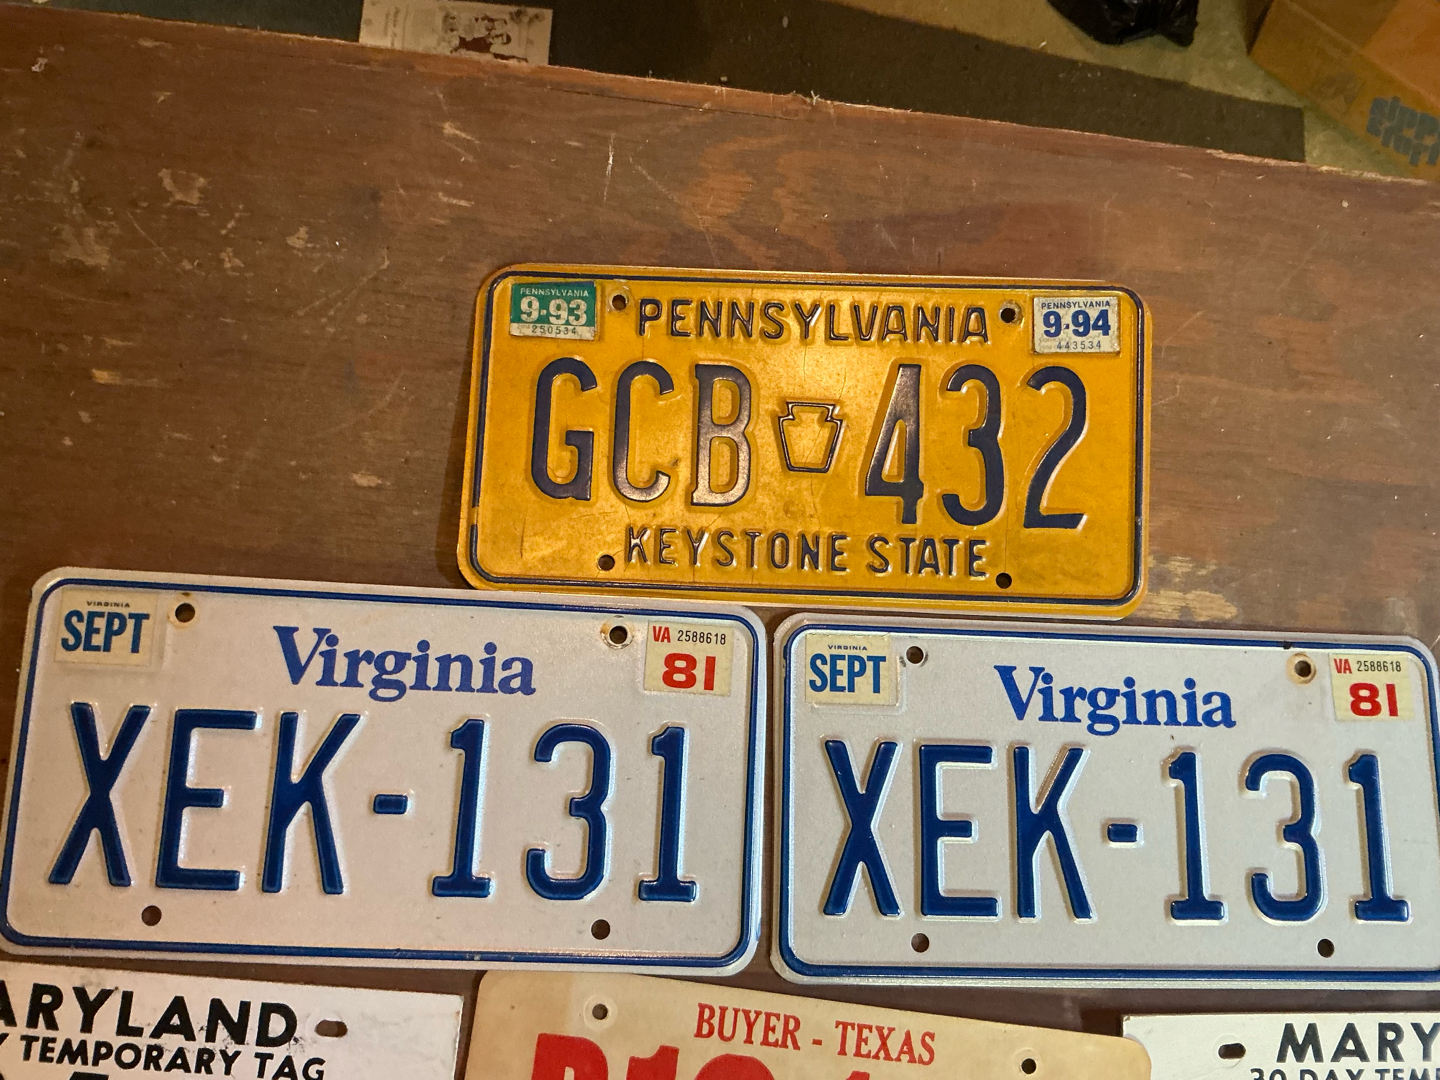 PENNSYLVANIA
9-93
250534
PENNSYLVANIA
PENNSYLVANIA
9-94
443534
GCB 432
KEYSTONE STATE
VIRGINIA
SEPT
Virginia
VA 2588618
81
XEK-131
VIRGINIA
SEPT
Virginia
VA 2588618
81
XEK-131
ARYLAND
TEMPORARY TAG
BUYER - TEXAS
MARY
30 DAY TEMP